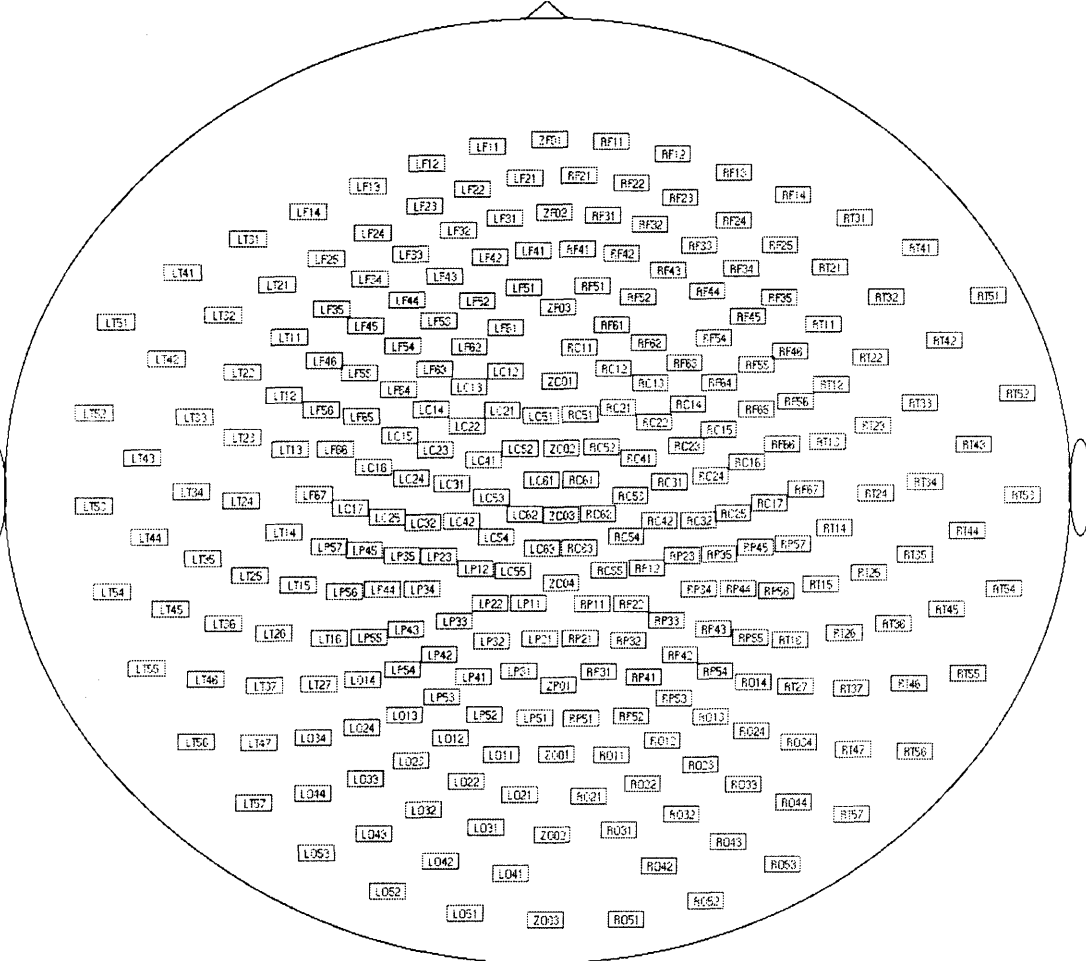 ZF01
LF11 RF11
LF12 RF12
LF13 LF21 RF21 RF13
LF22 RF22
LF14 LF23 RF23 RF14
LF31 ZF02 RF31 RT31
LF24 LF32 RF32 RF24
LT31 LF33 LF42 LF41 RF41 RF42 RF33 RF25 RT41
LT41 LF25 LF34 LF43 RF43 RF34 RT21
LT21 LF44 LF52 LF51 RF51 RF52 RF44 RF35 RT32 RT51
LT51 LT32 LF35 LF45 LF53 LF61 ZF03 RF61 RF45 RT11
LT11 LF54 LF62 RC11 RF62 RF54 RT42
LT42 LT22 LF46 LF55 LF63 LC12 RC12 RF63 RF55 RF46 RT22
LT12 LF64 LC13 ZC01 RC13 RF64 RT12 RT52
LT52 LT33 LF56 LF65 LC14 LC21 LC51 RC51 RC21 RC14 RF65 RF56 RT33
LT23 LC15 LC22 RC22 RC15 RT23
LT43 LT13 LF66 LC23 LC41 LC52 ZC02 RC52 RC41 RC23 RF66 RT13 RT43
LC16 LC24 LC31 LC61 RC61 RC31 RC24 RC16
LT53 LT34 LT24 LF67 LC17 LC53 RC53 RC17 RF67 RT24 RT34 RT53
LC25 LC32 LC42 LC62 ZC03 RC62 RC42 RC32 RC25
LT44 LT14 LC54 RC54 RT14 RT44
LT35 LP57 LP45 LP35 LP23 LC63 RC63 RP23 RP35 RP45 RP57 RT35
LT25 LT15 LP12 LC55 ZC04 RC55 RP12 RT15 RT25
LT54 LP56 LP44 LP34 RP34 RP44 RP56 RT54
LT45 LP22 LP11 RP11 RP22 RT45
LT36 LT26 LP43 LP33 RP33 RP43 RT26 RT36
LT16 LP55 LP32 LP21 RP21 RP32 RP55 RT16
LT55 LP54 LP42 RP42 RP54 RT55
LT46 LT37 LT27 LO14 LP41 LP31 ZP01 RP31 RP41 RO14 RT27 RT37 RT46
LP53 RP53
LO24 LO13 LP52 LP51 RP51 RP52 RO13 RO24
LT56 LT47 LO34 LO12 RO12 RO34 RT47 RT56
LO23 LO11 ZO01 RO11 RO23
LO33 LO22 RO22 RO33
LT57 LO44 LO32 LO21 RO21 RO32 RO44 RT57
LO43 LO31 ZO02 RO31 RO43
LO53 LO42 RO42 RO53
LO52 LO41 RO52
LO51 ZO03 RO51